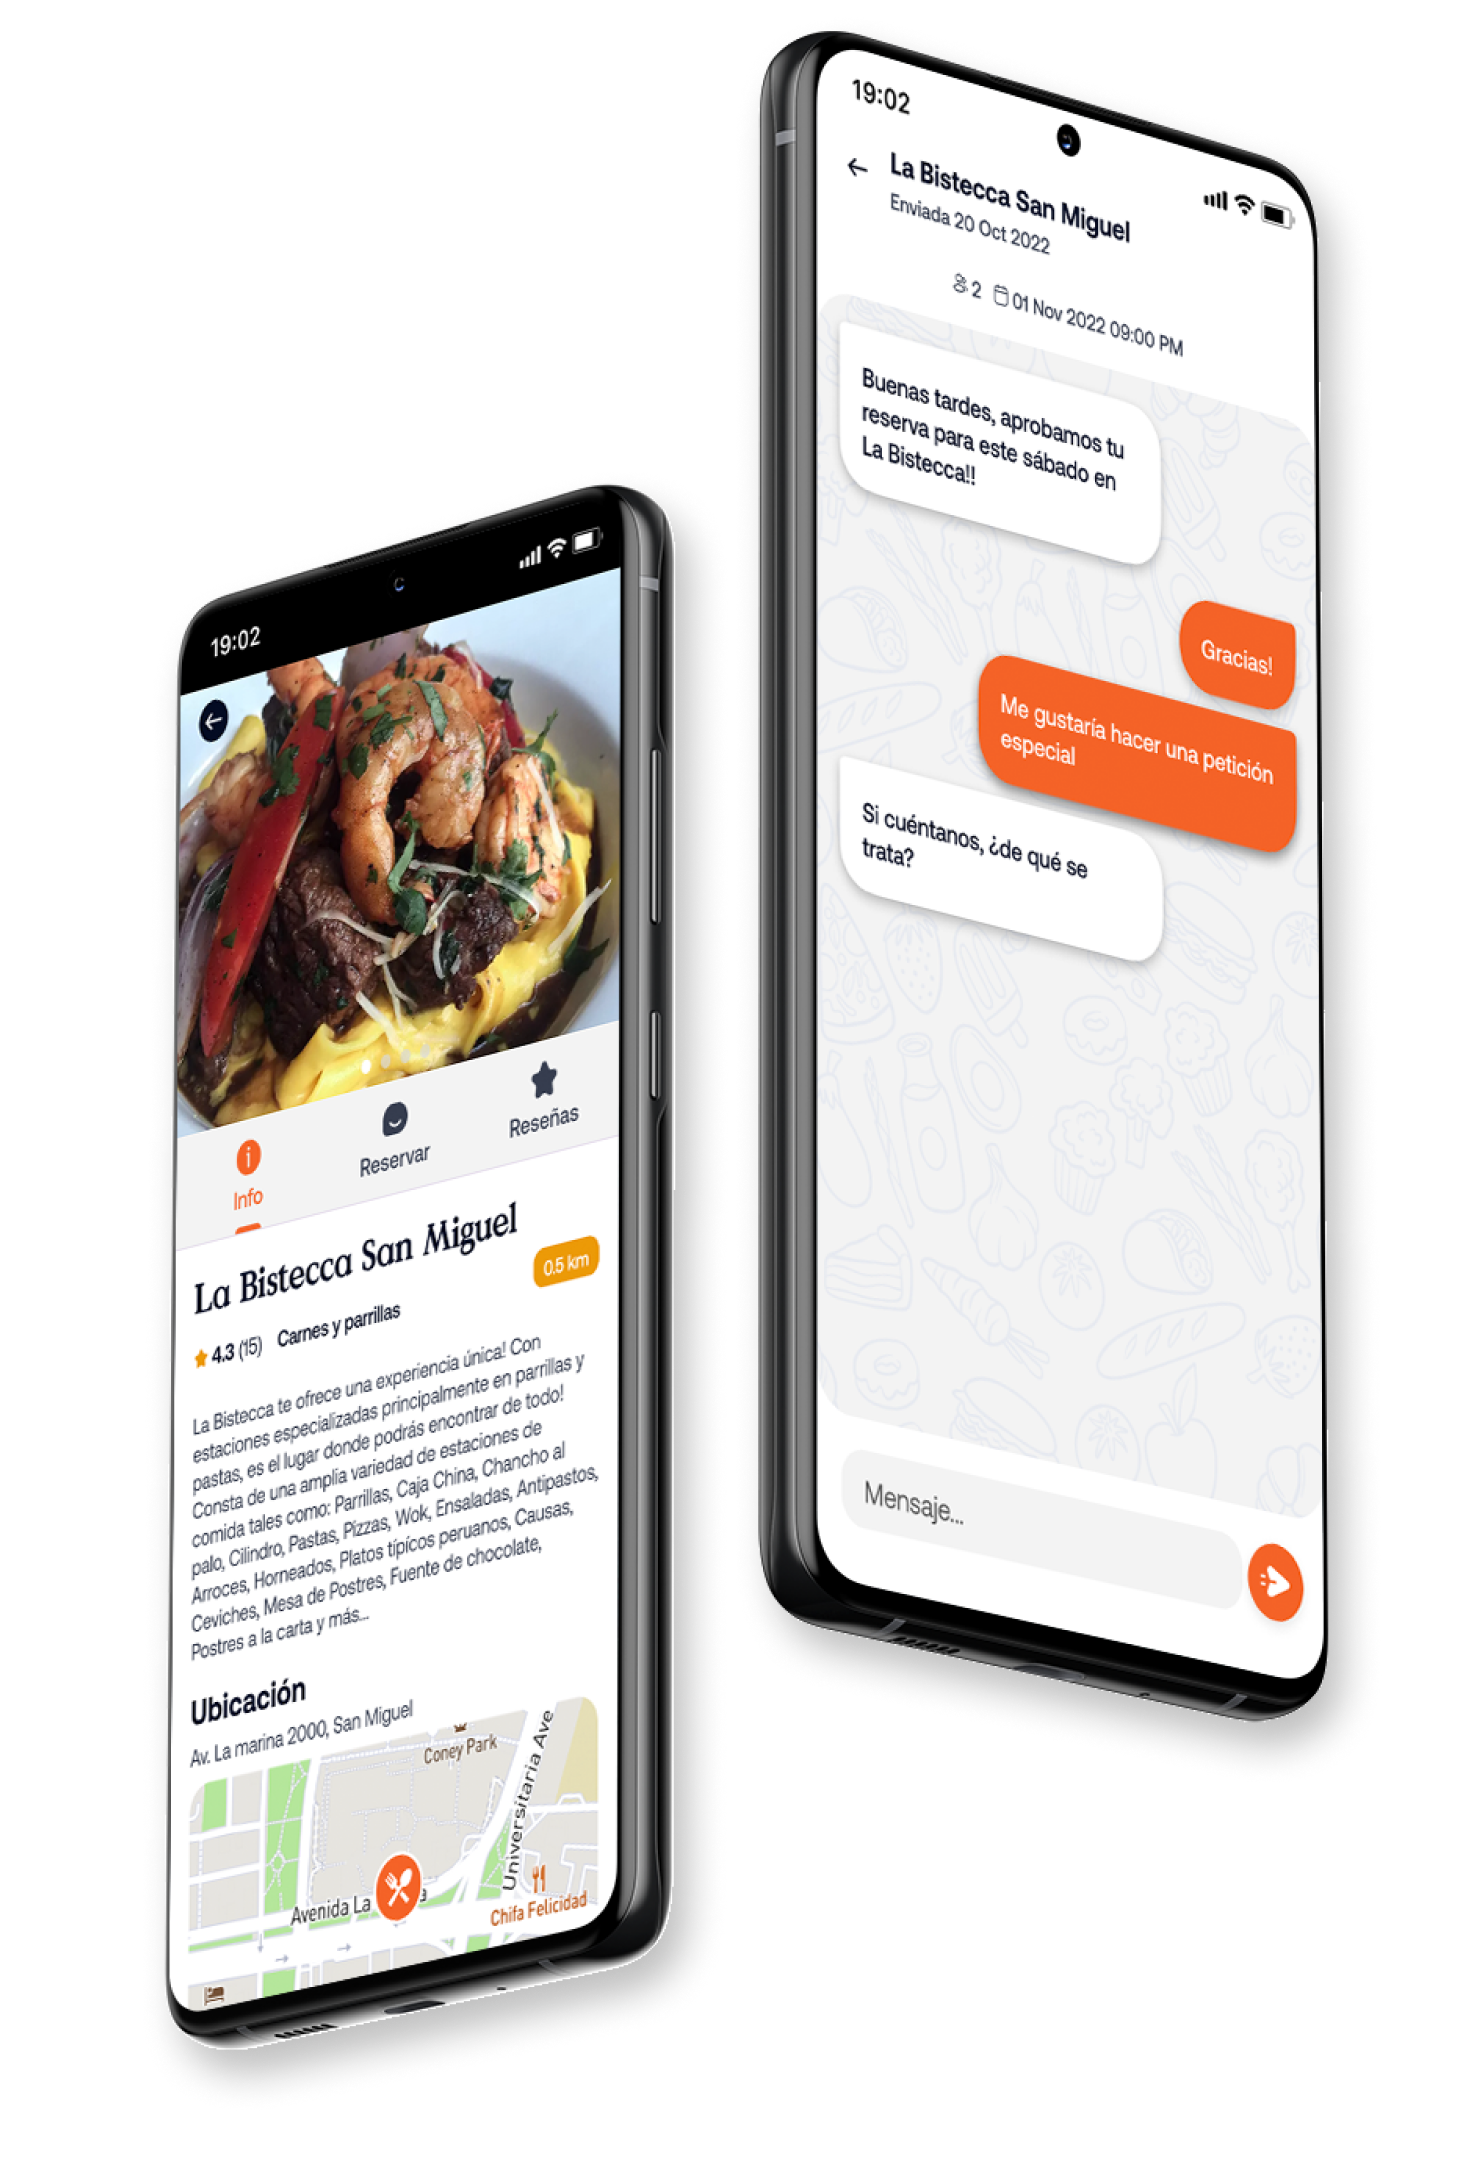 19:02
Info
Reservar
Reseñas
La Bistecca San Miguel
0.5 km
4.3 (15) Carnes y parrillas
La Bistecca te ofrece una experiencia única! Con
estaciones especializadas principalmente en parrillas y
pastas, es el lugar donde podrás encontrar de todo!
Consta de una amplia variedad de estaciones de
comida tales como: Parrillas, Caja China, Chancho al
palo, Cilindro, Pastas, Pizzas, Wok, Ensaladas, Antipastos,
Arroces, Horneados, Platos típicos peruanos, Causas,
Ceviches, Mesa de Postres, Fuente de chocolate,
Postres a la carta y más...
Ubicación
Av. La marina 2000, San Miguel
Coney Park
Universitaria Ave
Avenida La a
Chifa Felicidad
19:02
La Bistecca San Miguel
Enviada 20 Oct 2022
2 01 Nov 2022 09:00 PM
Buenas tardes, aprobamos tu
reserva para este sábado en
La Bistecca!!
Gracias!
Me gustaría hacer una petición
especial
Si cuéntanos, ¿de qué se
trata?
Mensaje...